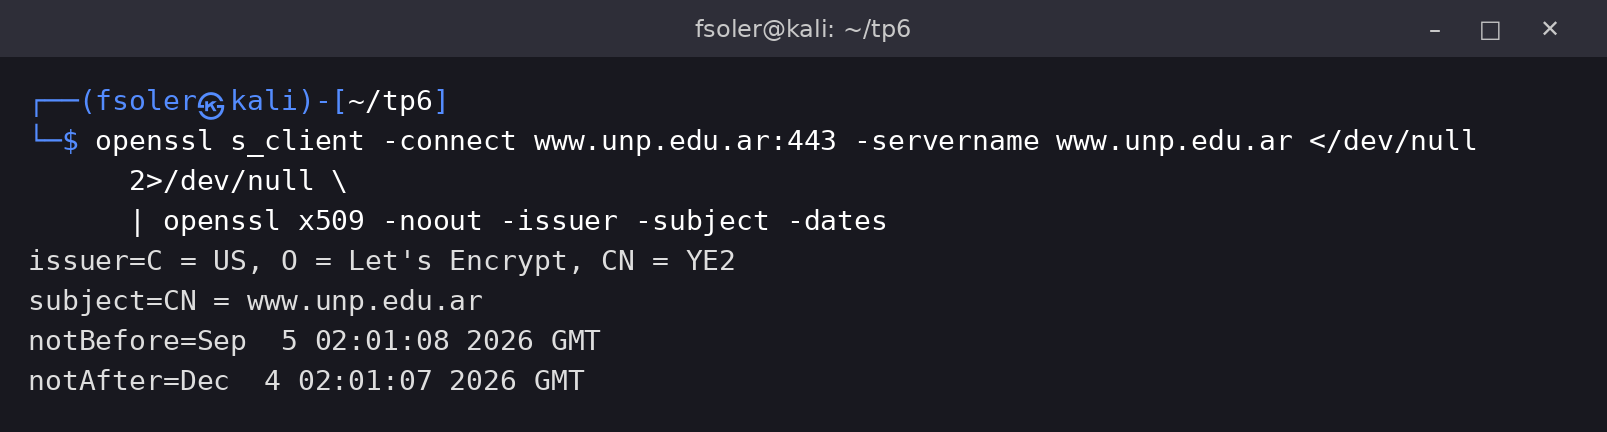 fsoler@kali: ~/tp6
┌──(fsoler㉿kali)-[~/tp6]
└─$ openssl s_client -connect www.unp.edu.ar:443 -servername www.unp.edu.ar </dev/null
2>/dev/null \
| openssl x509 -noout -issuer -subject -dates
issuer=C = US, O = Let's Encrypt, CN = YE2
subject=CN = www.unp.edu.ar
notBefore=Sep  5 02:01:08 2026 GMT
notAfter=Dec  4 02:01:07 2026 GMT